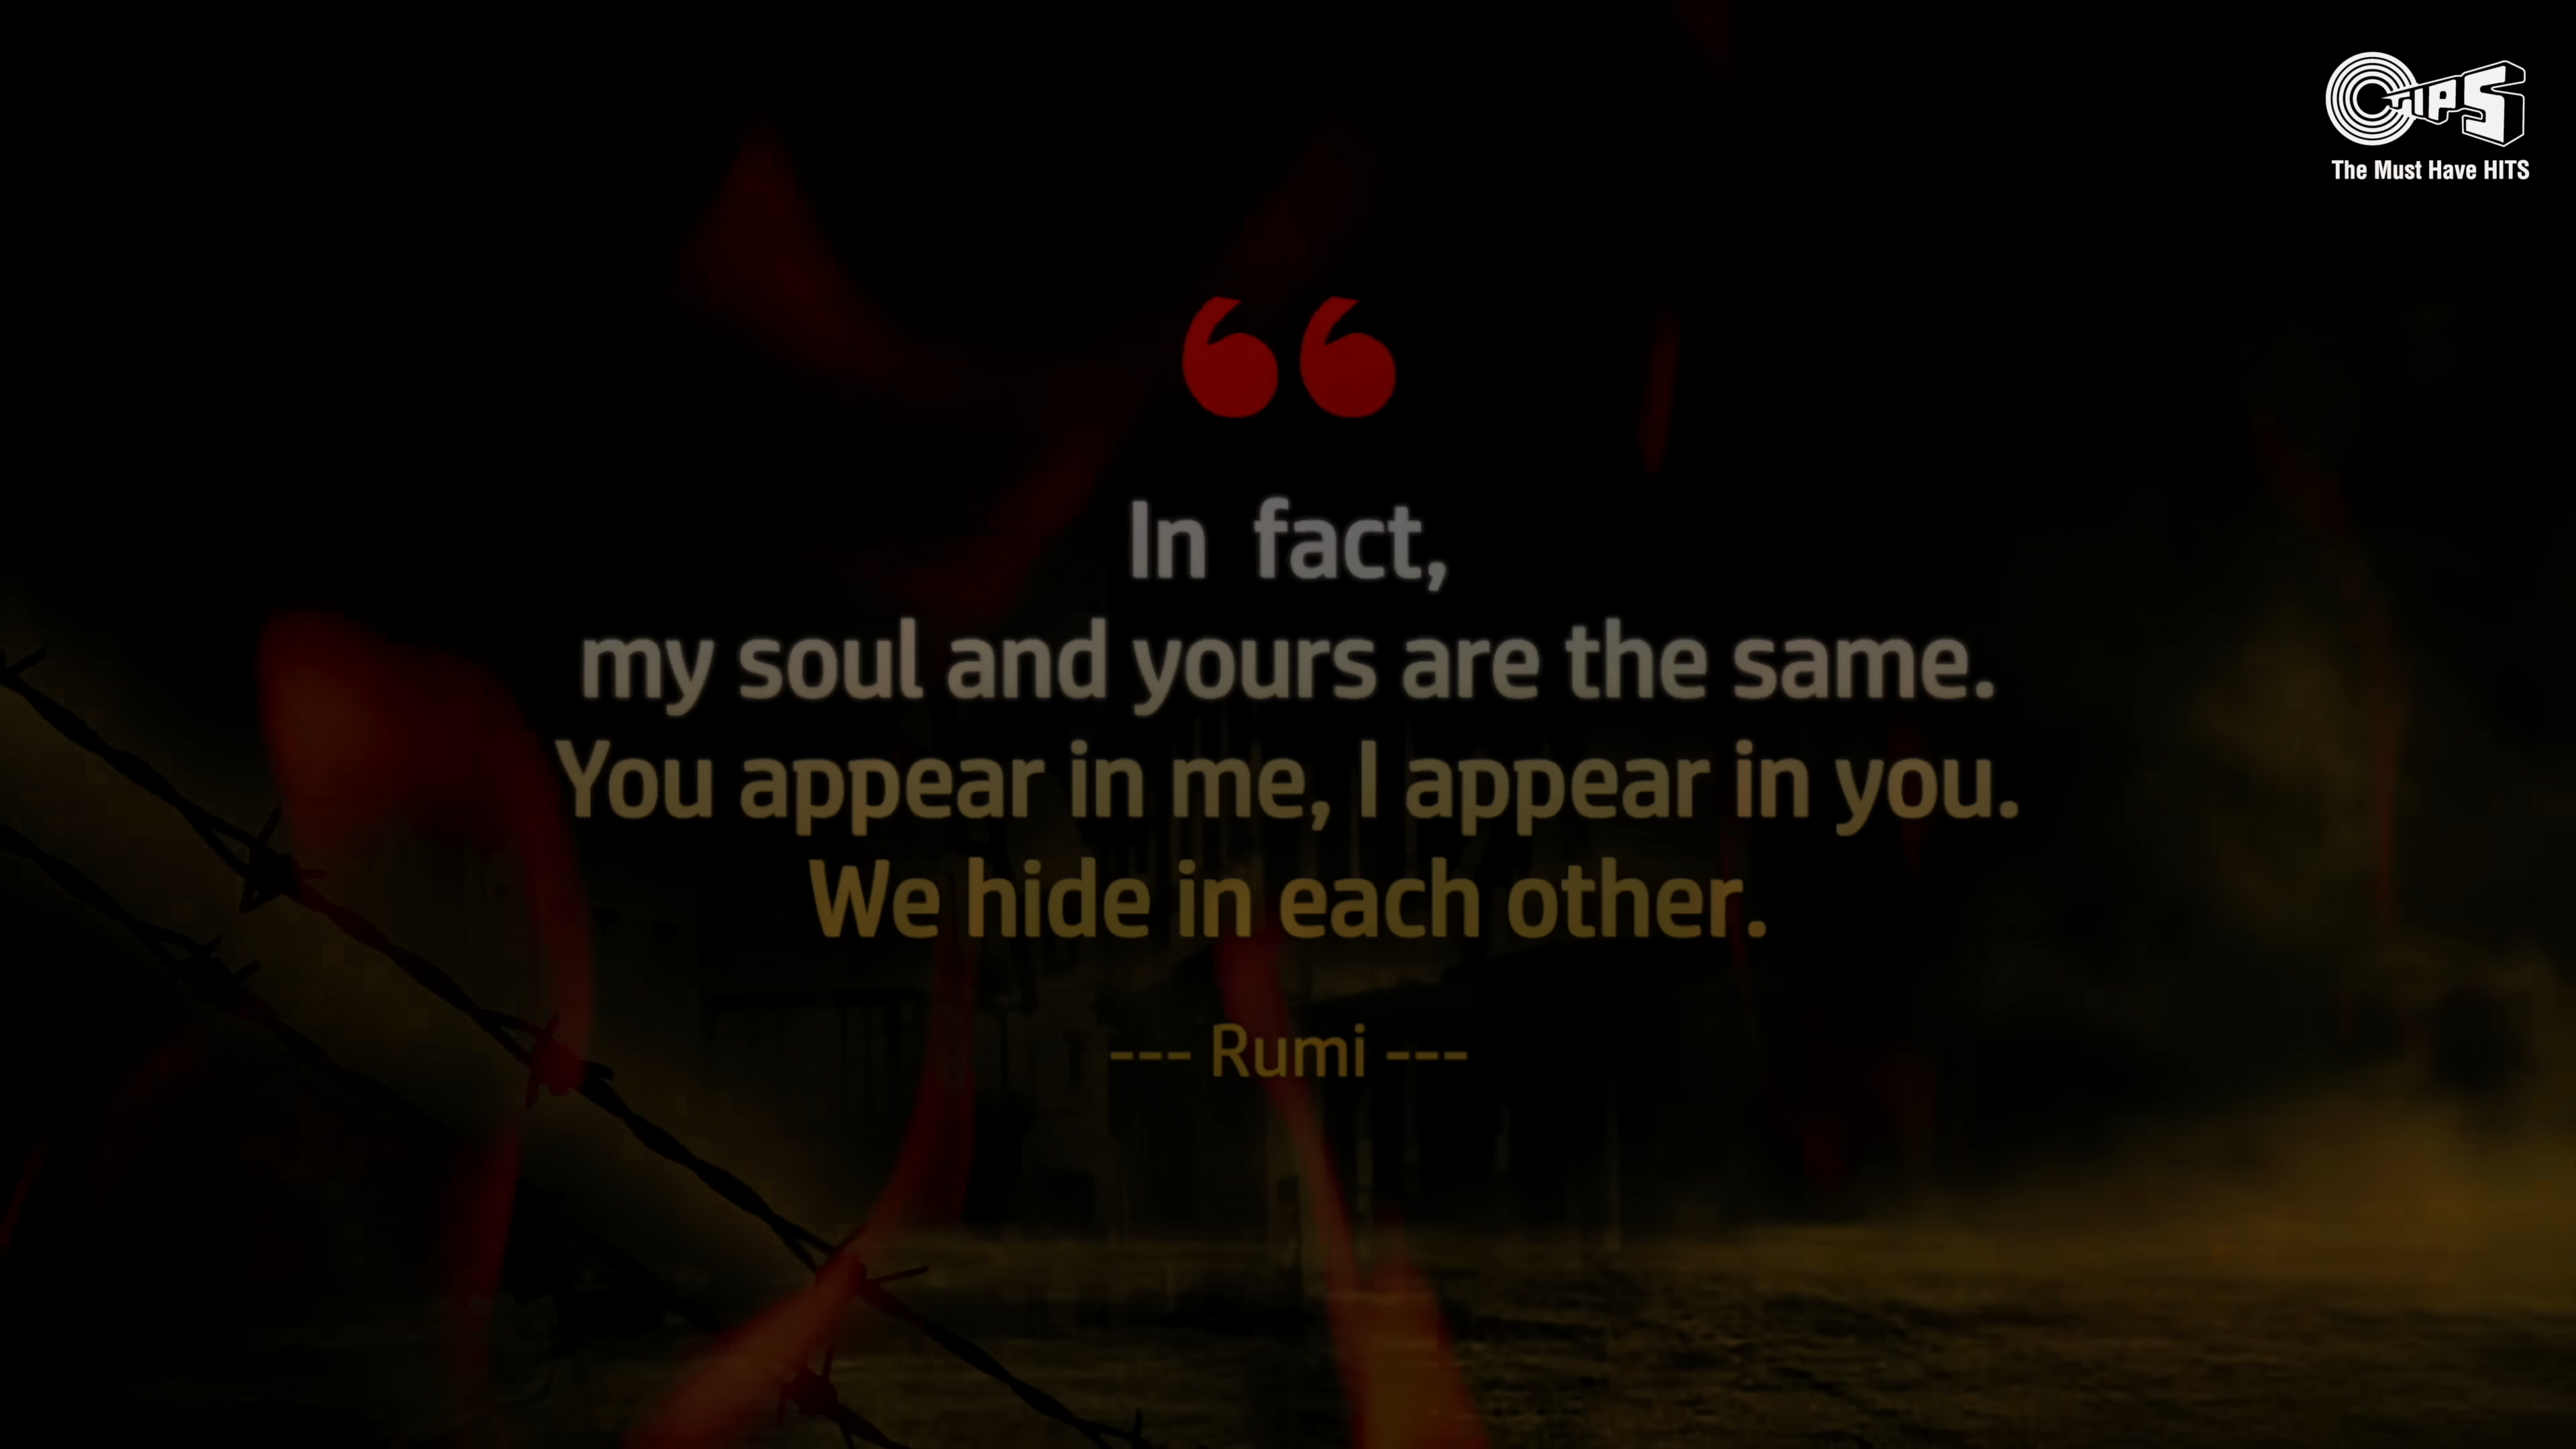 TIPS
The Must Have HITS
“
In fact,
my soul and yours are the same.
You appear in me, I appear in you.
We hide in each other.
--- Rumi ---